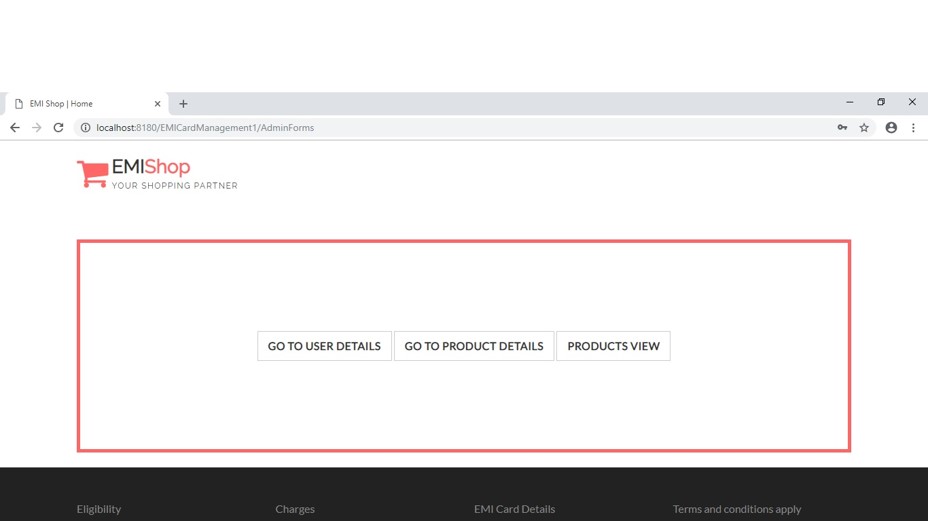 EMI Shop | Home
localhost:8180/EMICardManagement1/AdminForms
EMIShop
YOUR SHOPPING PARTNER
GO TO USER DETAILS GO TO PRODUCT DETAILS PRODUCTS VIEW
Eligibility Charges EMI Card Details Terms and conditions apply